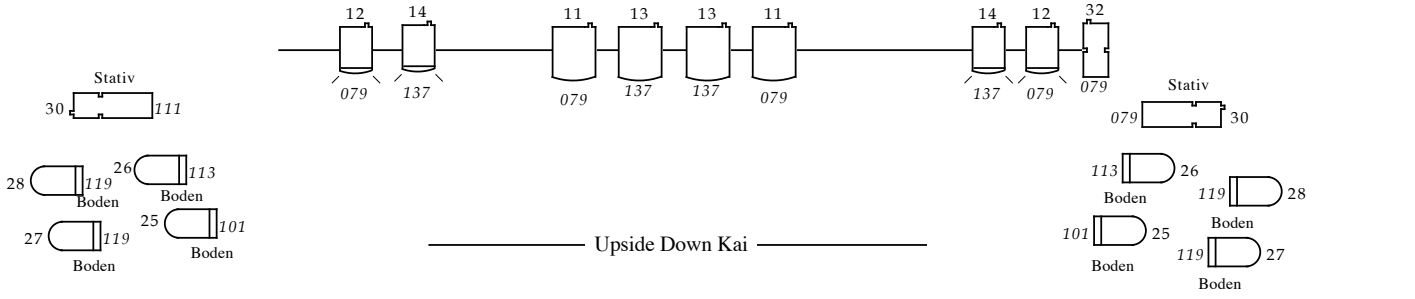 12 14 11 13 13 11 14 12 32
079 137 079 137 137 079 137 079 079
Stativ
30 111
Stativ
079 30
28 119
Boden
26 113
Boden
27 119
Boden
25 101
Boden
Upside Down Kai
113 26
Boden
119 28
Boden
101 25
Boden
119 27
Boden